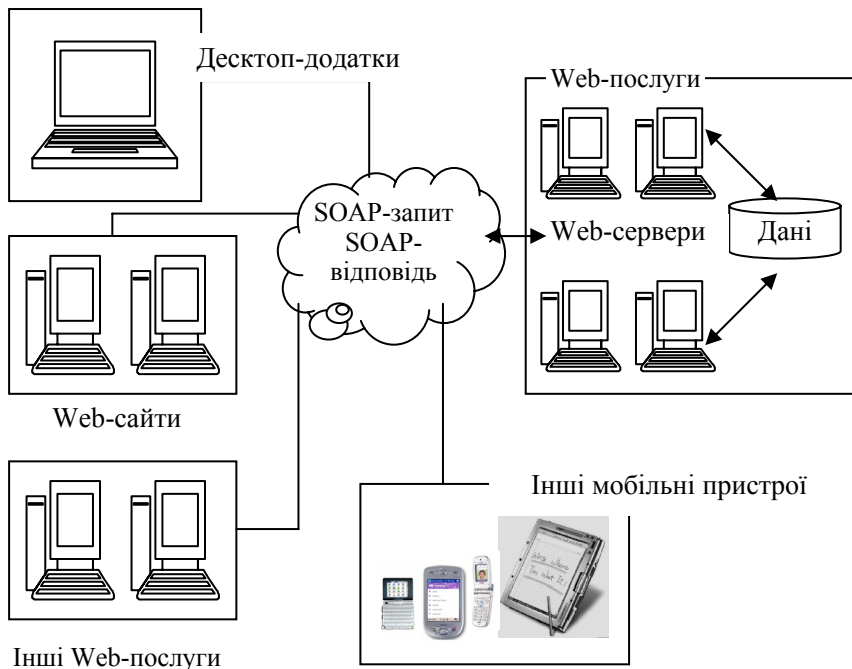 Десктоп-додатки
Web-послуги
SOAP-запит
SOAP-
відповідь
Web-сервери
Дані
Web-сайти
Інші мобільні пристрої
Інші Web-послуги